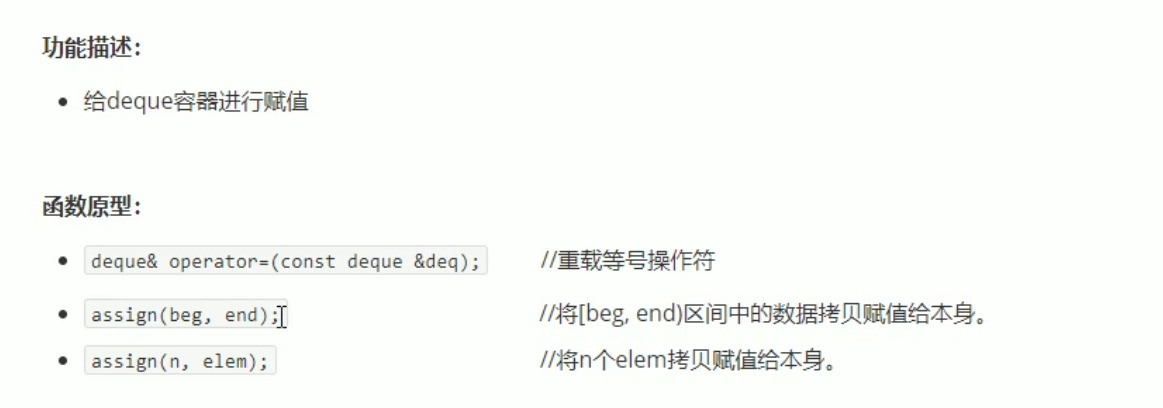 功能描述：
给deque容器进行赋值
函数原型：
deque& operator=(const deque &deq); //重载等号操作符
assign(beg, end); //将[beg, end)区间中的数据拷贝赋值给本身。
assign(n, elem); //将n个elem拷贝赋值给本身。